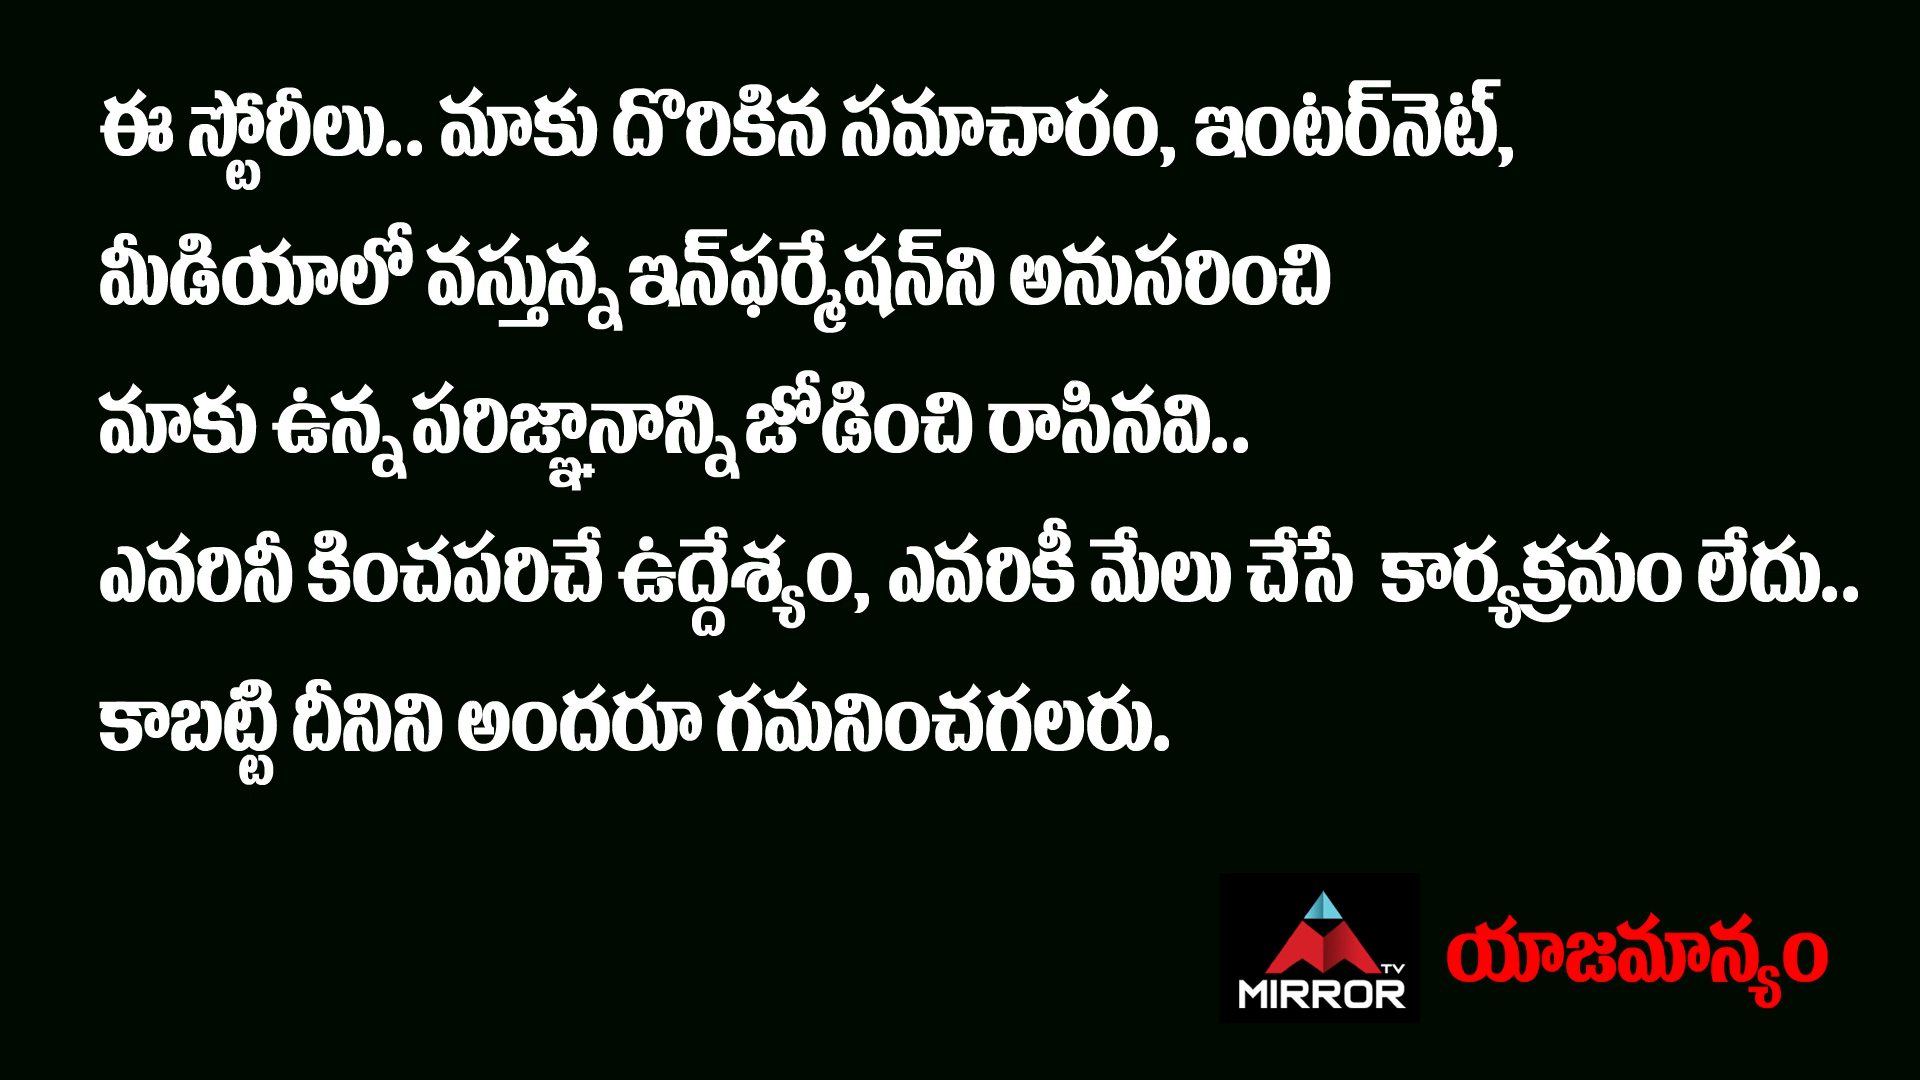 ఈ స్టోరీలు.. మాకు దొరికిన సమాచారం, ఇంటర్‌నెట్,
మీడియాలో వస్తున్న ఇన్‌ఫర్మేషన్‌ని అనుసరించి
మాకు ఉన్న పరిజ్ఞానాన్ని జోడించి రాసినవి..
ఎవరినీ కించపరిచే ఉద్దేశ్యం, ఎవరికీ మేలు చేసే కార్యక్రమం లేదు..
కాబట్టి దీనిని అందరూ గమనించగలరు.
TV
MIRROR
యాజమాన్యం